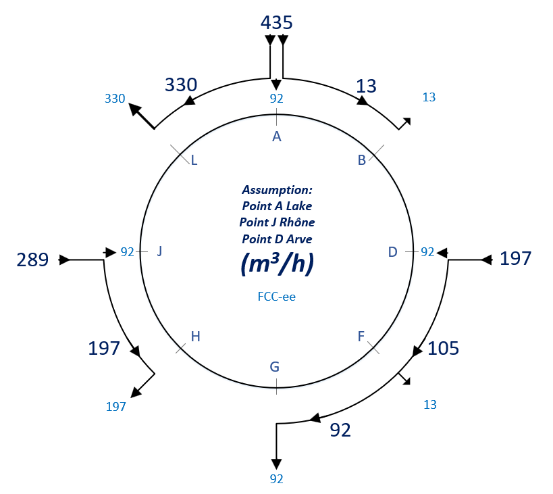 435
330
13
330
92
13
A
L
B
Assumption:
Point A Lake
Point J Rhône
Point D Arve
(m³/h)
FCC-ee
289
92
J
D
92
197
H
F
G
197
105
197
13
92
92